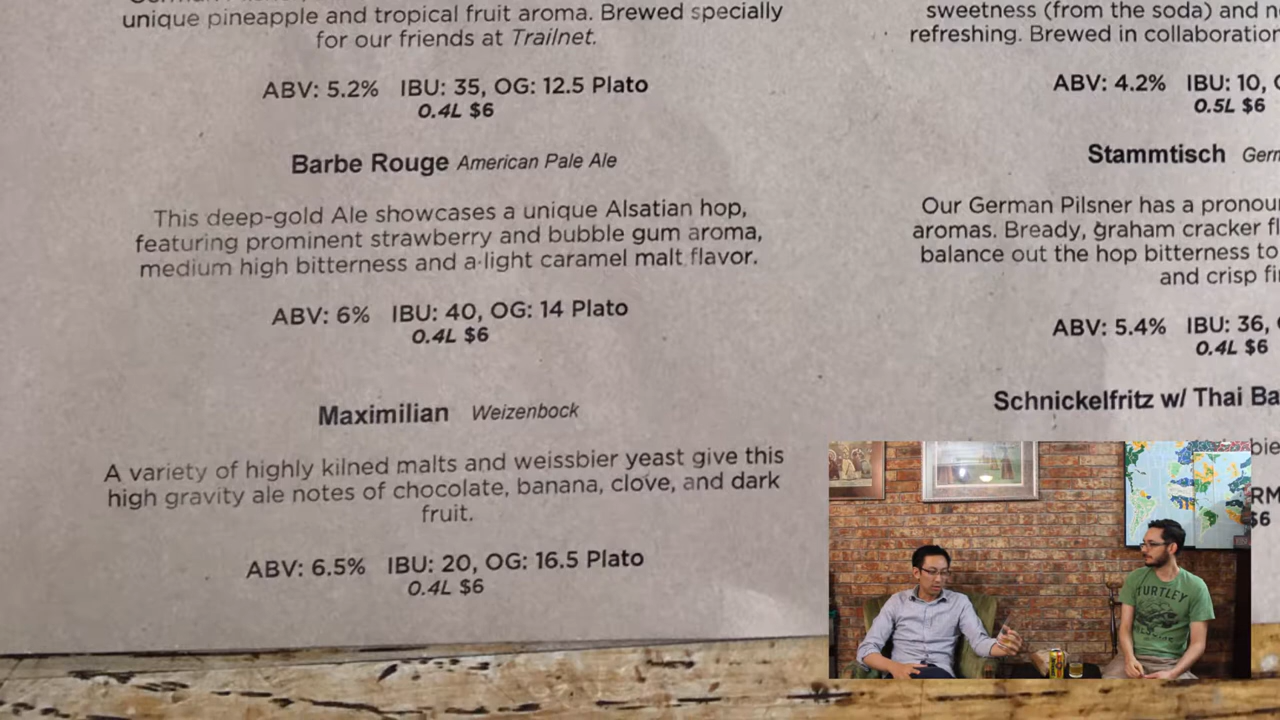 unique pineapple and tropical fruit aroma. Brewed specially
for our friends at Trailnet.
ABV: 5.2% IBU: 35, OG: 12.5 Plato
0.4L $6
Barbe Rouge American Pale Ale
This deep-gold Ale showcases a unique Alsatian hop,
featuring prominent strawberry and bubble gum aroma,
medium high bitterness and a light caramel malt flavor.
ABV: 6% IBU: 40, OG: 14 Plato
0.4L $6
Maximilian Weizenbock
A variety of highly kilned malts and weissbier yeast give this
high gravity ale notes of chocolate, banana, clove, and dark
fruit.
ABV: 6.5% IBU: 20, OG: 16.5 Plato
0.4L $6
sweetness (from the soda) and
refreshing. Brewed in collaboration
ABV: 4.2% IBU: 10,
0.5L $6
Stammtisch
Our German Pilsner has a
aromas. Bready, graham cracker
balance out the hop bitterness to
and crisp
ABV: 5.4% IBU: 36,
0.4L $6
Schnickelfritz w/ Thai
$6
TURTLEY